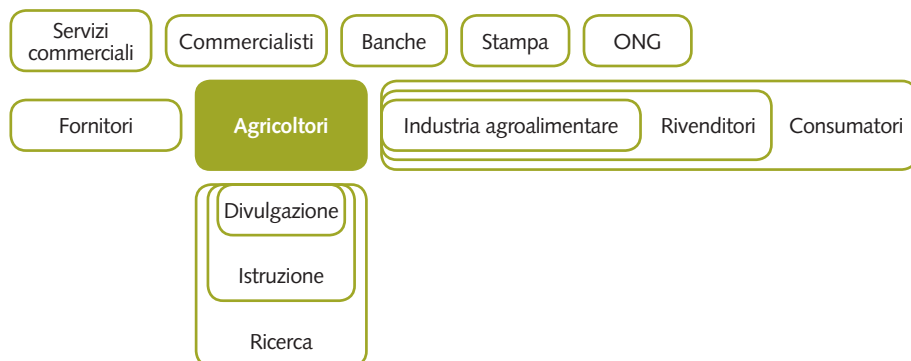 Servizi
commerciali
Commercialisti
Banche
Stampa
ONG
Fornitori
Agricoltori
Industria agroalimentare
Rivenditori
Consumatori
Divulgazione
Istruzione
Ricerca